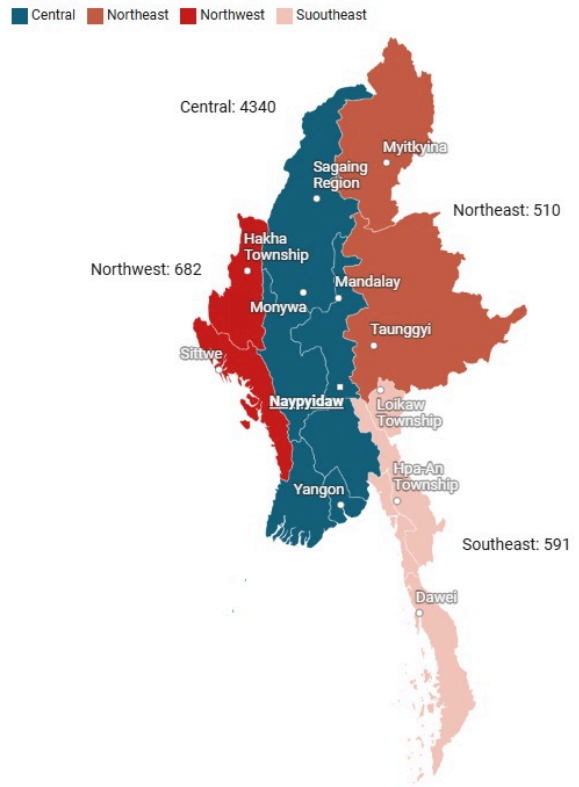 Central
Northeast
Northwest
Suoutheast
Central: 4340
Myitkyina
Sagaing
Region
Northeast: 510
Hakha
Township
Northwest: 682
Mandalay
Monywa
Taunggyi
Sittwe
Naypyidaw
Loikaw
Township
Hpa-An
Township
Yangon
Southeast: 591
Dawei